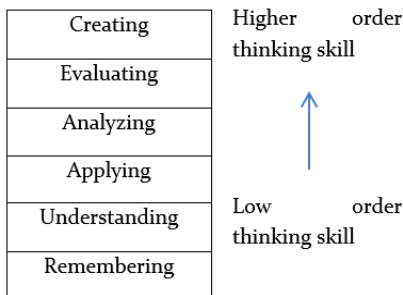 Creating
Evaluating
Analyzing
Applying
Understanding
Remembering
Higher order
thinking skill
Low order
thinking skill